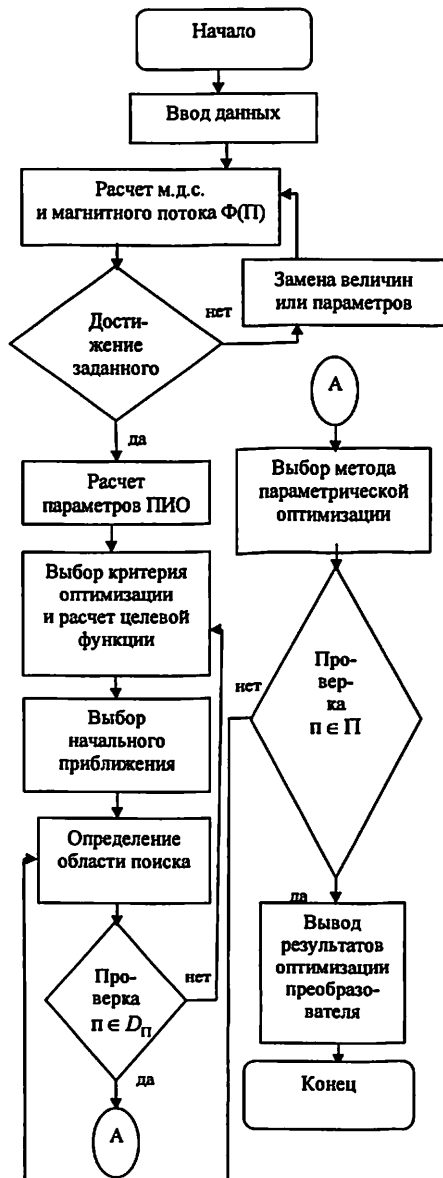 Начало
Ввод данных
Расчет м.д.с.
и магнитного потока Ф(П)
Замена величин
или параметров
нет
Дости-
жение
заданного
да
Расчет
параметров ПИО
Выбор критерия
оптимизации
и расчет целевой
функции
Выбор
начального
приближения
Определение
области поиска
Про-
верка
п ∈ D_П
нет
да
А
А
Выбор метода
параметрической
оптимизации
Про-
вер-
ка
п ∈ П
нет
да
Вывод
результатов
оптимизации
преобразо-
вателя
Конец